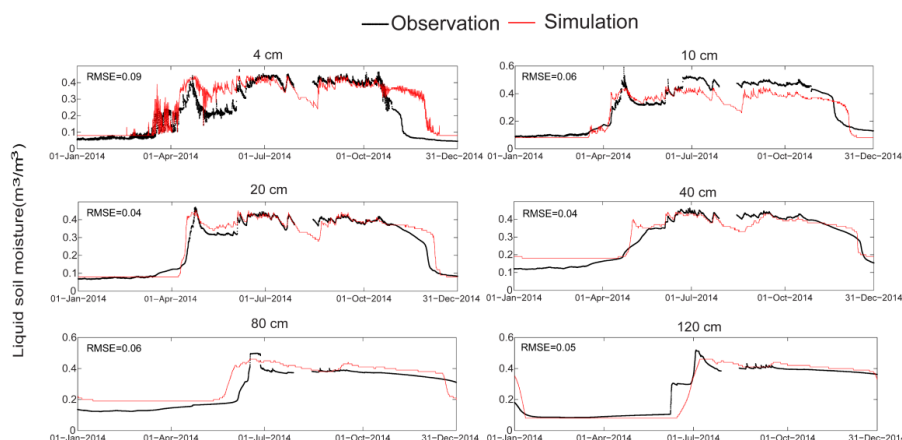 Observation Simulation
Liquid soil moisture(m³/m³)
4 cm
RMSE=0.09
0.4
0.3
0.2
0.1
0
01-Jan-2014 01-Apr-2014 01-Jul-2014 01-Oct-2014 31-Dec-2014
10 cm
RMSE=0.06
0.6
0.4
0.2
0
01-Jan-2014 01-Apr-2014 01-Jul-2014 01-Oct-2014 31-Dec-2014
20 cm
RMSE=0.04
0.4
0.3
0.2
0.1
0
01-Jan-2014 01-Apr-2014 01-Jul-2014 01-Oct-2014 31-Dec-2014
40 cm
RMSE=0.04
0.4
0.3
0.2
0.1
0
01-Jan-2014 01-Apr-2014 01-Jul-2014 01-Oct-2014 31-Dec-2014
80 cm
RMSE=0.06
0.6
0.4
0.2
0
01-Jan-2014 01-Apr-2014 01-Jul-2014 01-Oct-2014 31-Dec-2014
120 cm
RMSE=0.05
0.6
0.4
0.2
0
01-Jan-2014 01-Apr-2014 01-Jul-2014 01-Oct-2014 31-Dec-2014